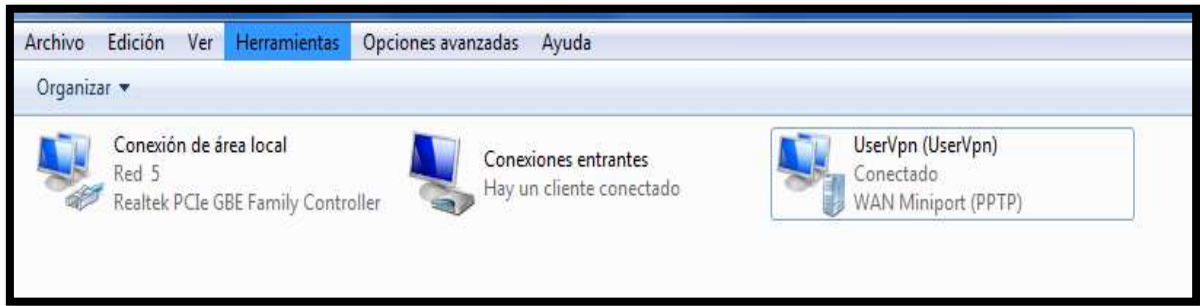 Archivo Edición Ver Herramientas Opciones avanzadas Ayuda
Organizar
Conexión de área local
Red 5
Realtek PCIe GBE Family Controller
Conexiones entrantes
Hay un cliente conectado
UserVpn (UserVpn)
Conectado
WAN Miniport (PPTP)